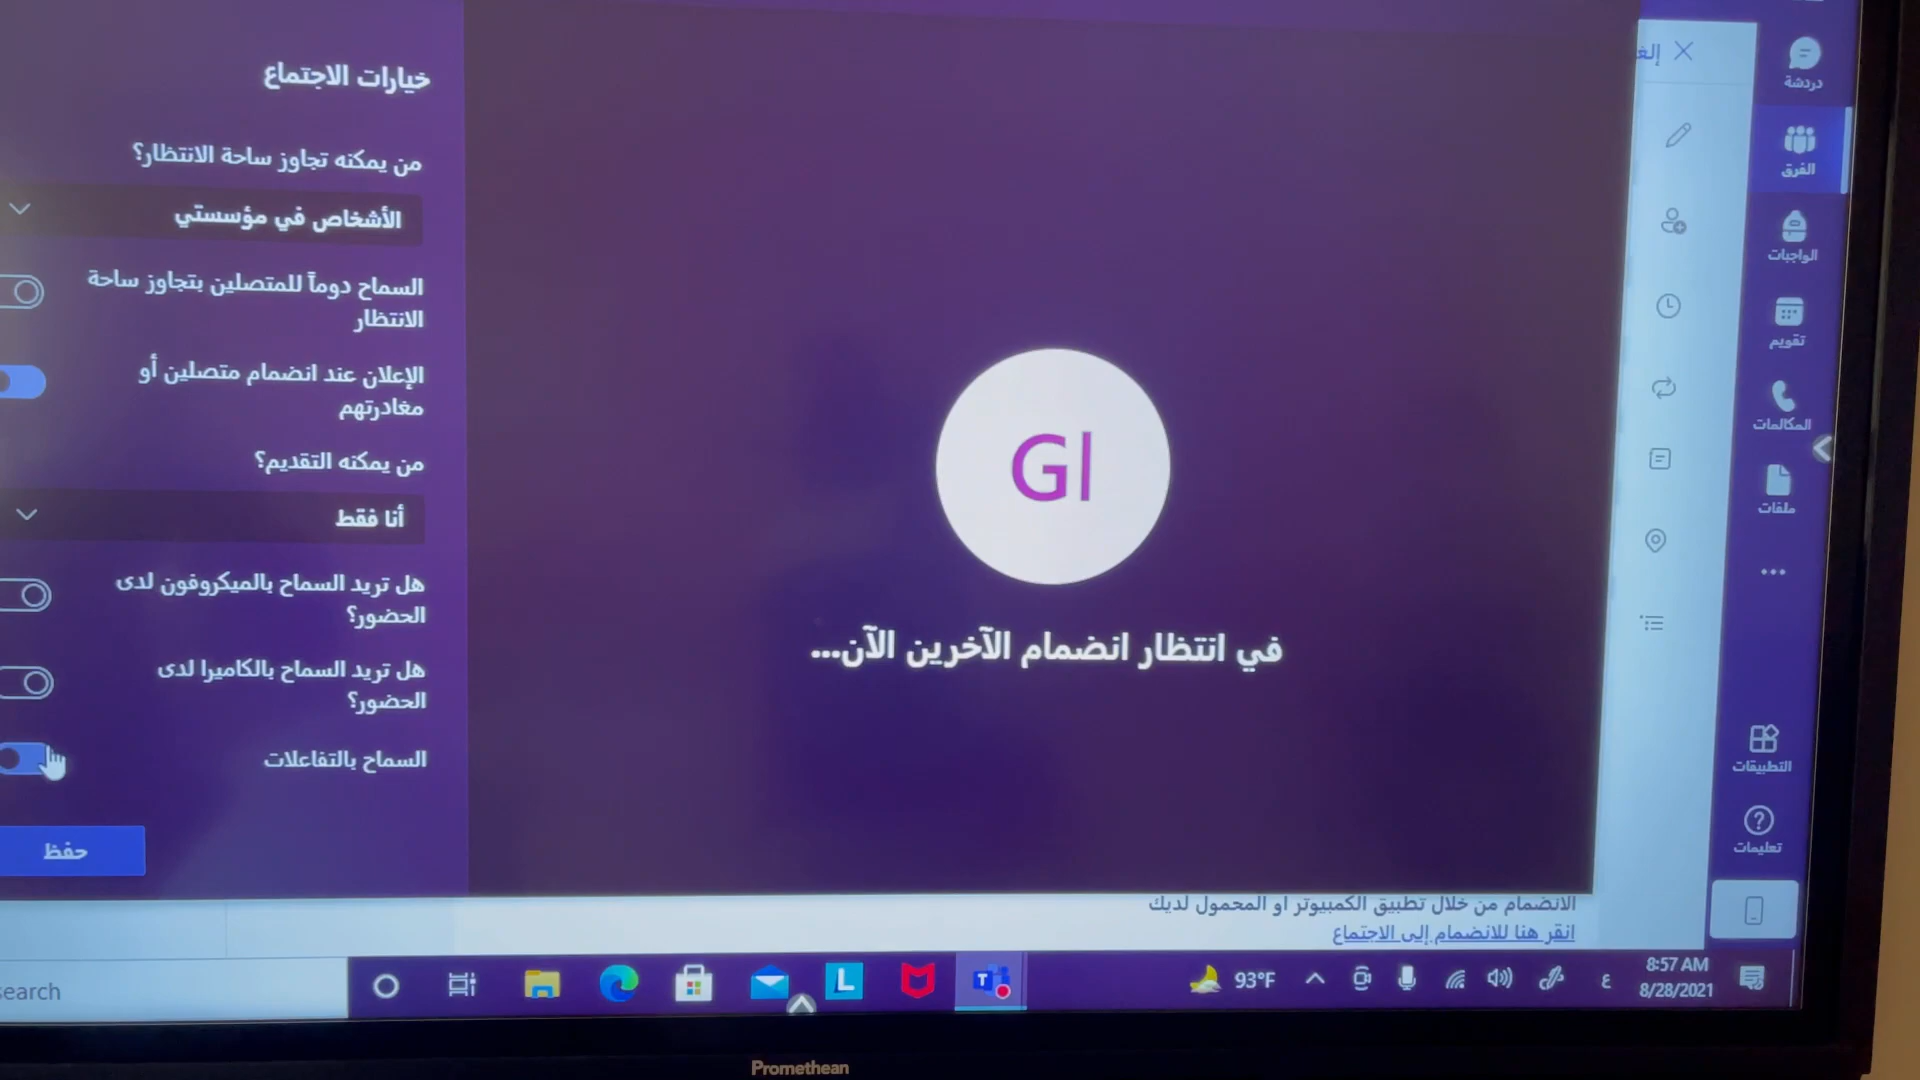 خيارات الاجتماع
من يمكنه تجاوز ساحة الانتظار؟
الأشخاص في مؤسستي
السماح دوماً للمتصلين بتجاوز ساحة
الانتظار
الإعلان عند انضمام متصلين أو
مغادرتهم
من يمكنه التقديم؟
أنا فقط
هل تريد السماح بالميكروفون لدى
الحضور؟
هل تريد السماح بالكاميرا لدى
الحضور؟
السماح بالتفاعلات
حفظ
GI
في انتظار انضمام الآخرين الآن...
دردشة
الفرق
الواجبات
تقويم
المكالمات
ملفات
التطبيقات
تعليمات
الانضمام من خلال تطبيق الكمبيوتر أو المحمول لديك
انقر هنا للانضمام إلى الاجتماع
earch
L
T
93°F
ع
8:57 AM
8/28/2021
Promethean